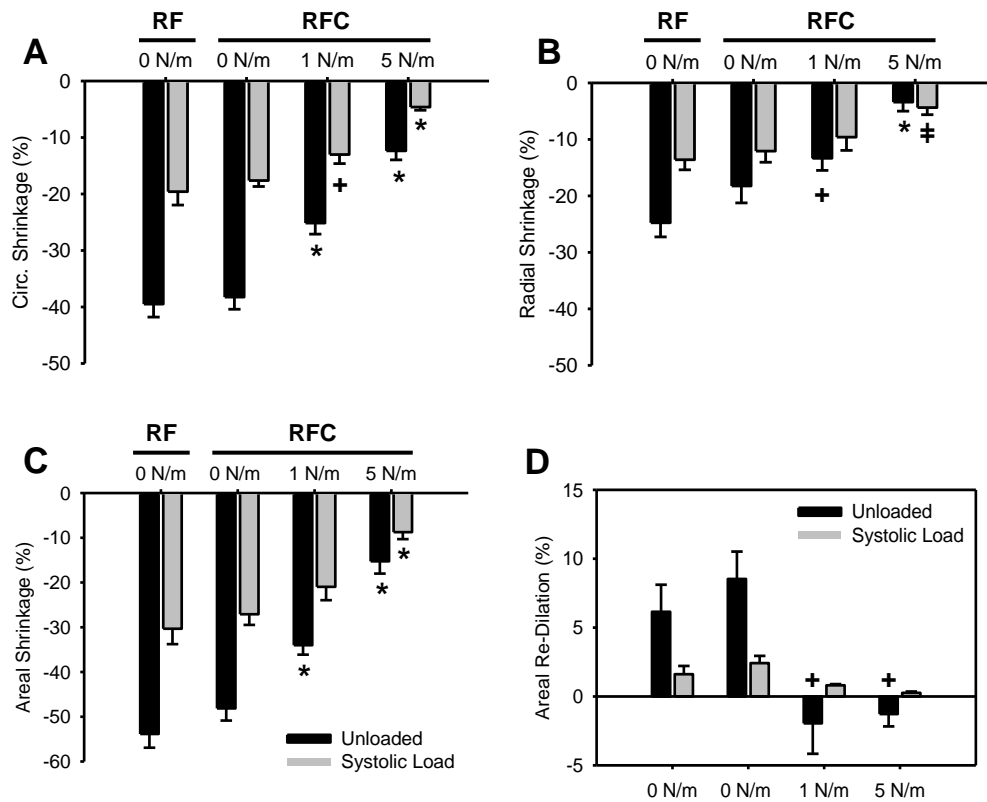 A
RF
RFC
0 N/m
0 N/m
1 N/m
5 N/m
0
-10
-20
-30
-40
-50
Circ. Shrinkage (%)
*
+
*
*
B
RF
RFC
0 N/m
0 N/m
1 N/m
5 N/m
0
-10
-20
-30
-40
-50
Radial Shrinkage (%)
+
*
‡
C
RF
RFC
0 N/m
0 N/m
1 N/m
5 N/m
0
-10
-20
-30
-40
-50
-60
Areal Shrinkage (%)
*
*
*
Unloaded
Systolic Load
D
15
10
5
0
-5
Areal Re-Dilation (%)
Unloaded
Systolic Load
+
+
0 N/m
0 N/m
1 N/m
5 N/m